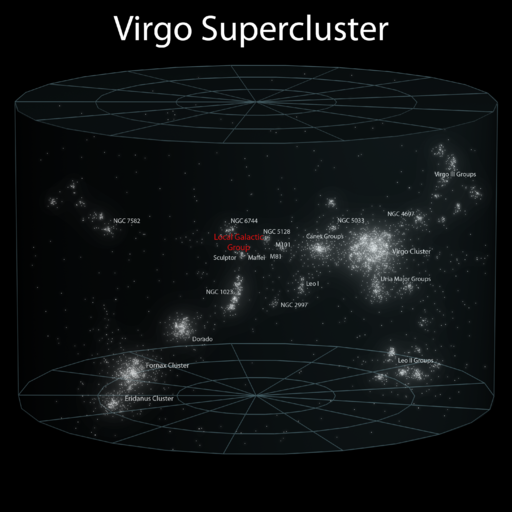 Virgo Supercluster
Virgo III Groups
NGC 7582
NGC 6744
NGC 4697
NGC 5033
NGC 5128
Local Galactic
Group
Canes Groups
M101
Virgo Cluster
Sculptor
Maffei
M81
Ursa Major Groups
Leo I
NGC 1023
NGC 2997
Dorado
Leo II Groups
Fornax Cluster
Eridanus Cluster